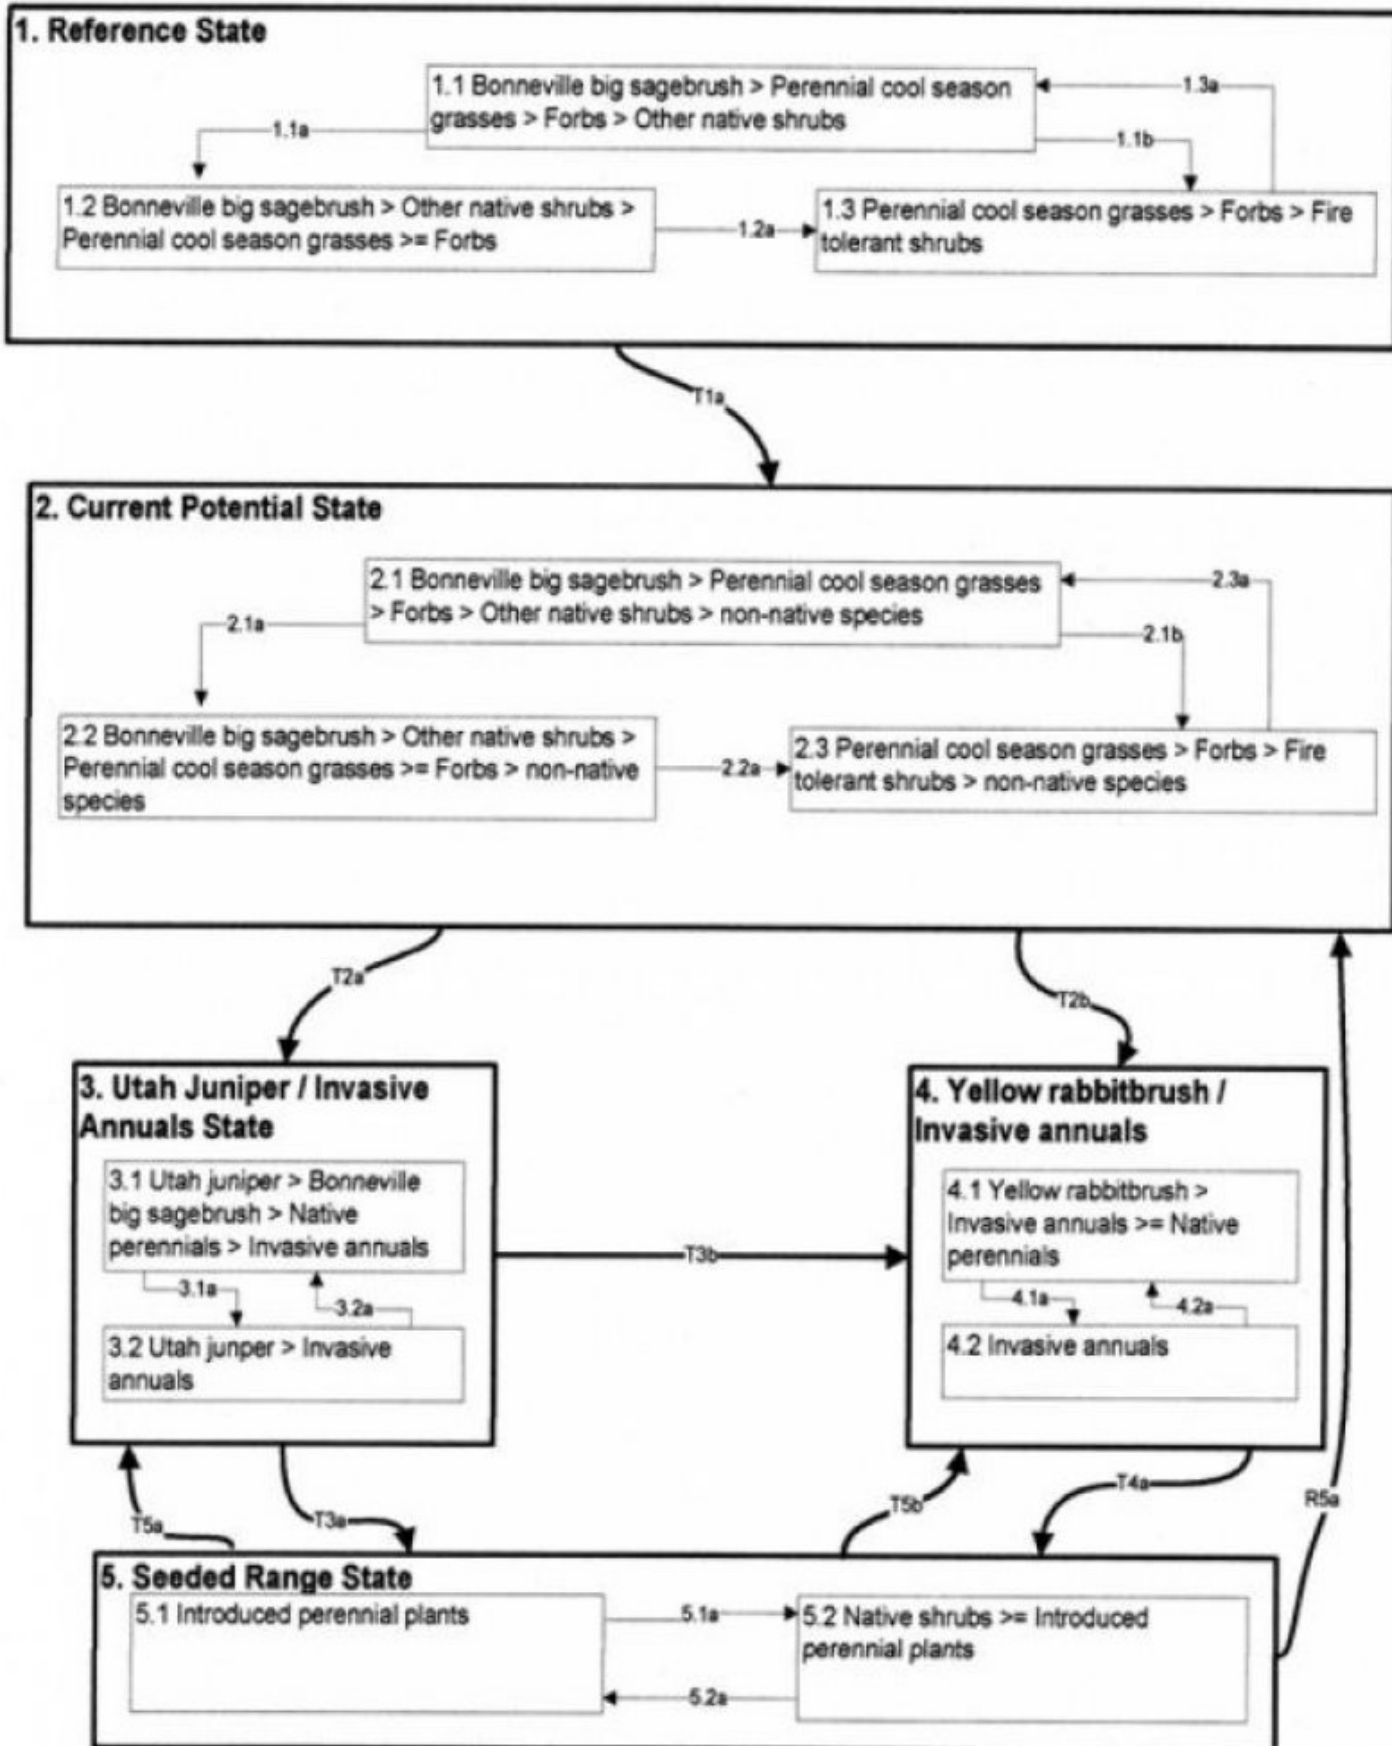 1. Reference State
1.1 Bonneville big sagebrush > Perennial cool season
grasses > Forbs > Other native shrubs
1.3a
1.1a
1.1b
1.2 Bonneville big sagebrush > Other native shrubs >
Perennial cool season grasses >= Forbs
1.2a
1.3 Perennial cool season grasses > Forbs > Fire
tolerant shrubs
T1a
2. Current Potential State
2.1 Bonneville big sagebrush > Perennial cool season grasses
> Forbs > Other native shrubs > non-native species
2.3a
2.1a
2.1b
2.2 Bonneville big sagebrush > Other native shrubs >
Perennial cool season grasses >= Forbs > non-native
species
2.2a
2.3 Perennial cool season grasses > Forbs > Fire
tolerant shrubs > non-native species
T2a
T2b
3. Utah Juniper / Invasive
Annuals State
3.1 Utah juniper > Bonneville
big sagebrush > Native
perennials > Invasive annuals
3.1a
3.2a
3.2 Utah junper > Invasive
annuals
T3b
4. Yellow rabbitbrush /
Invasive annuals
4.1 Yellow rabbitbrush >
Invasive annuals >= Native
perennials
4.1a
4.2a
4.2 Invasive annuals
T5a
T3a
T5b
T4a
R5a
5. Seeded Range State
5.1 Introduced perennial plants
5.1a
5.2 Native shrubs >= Introduced
perennial plants
5.2a